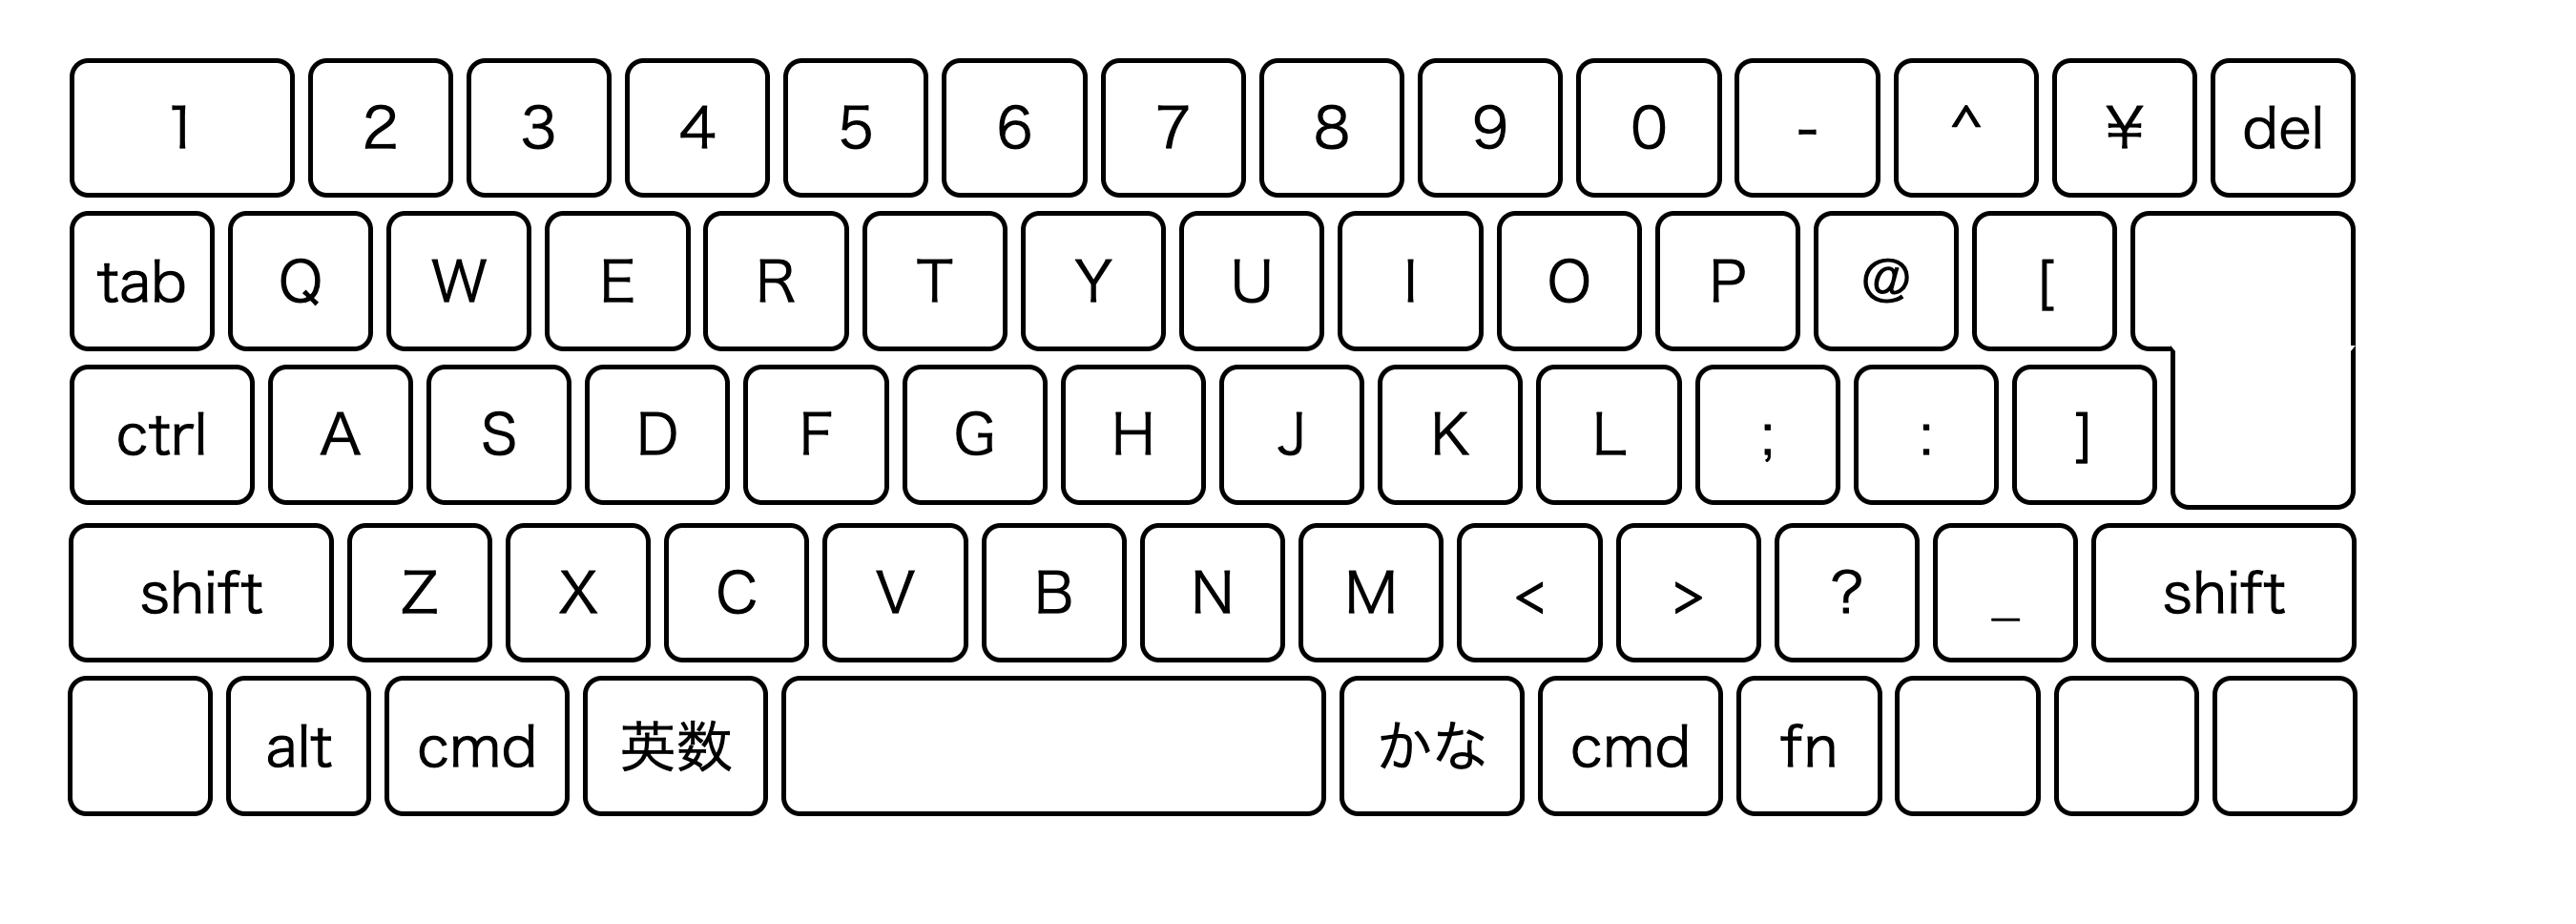 1 2 3 4 5 6 7 8 9 0 - ^ ¥ del
tab Q W E R T Y U I O P @ [
ctrl A S D F G H J K L ; : ]
shift Z X C V B N M < > ? _ shift
alt cmd 英数 かな cmd fn